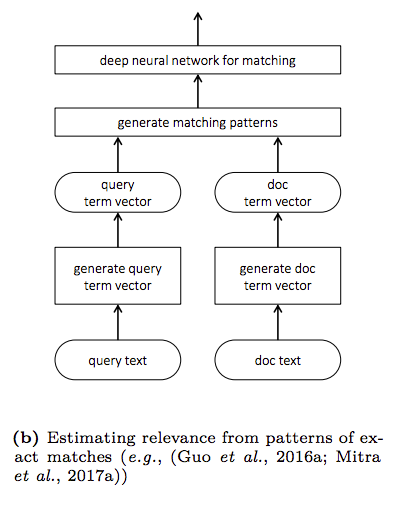 deep neural network for matching
generate matching patterns
query
term vector
doc
term vector
generate query
term vector
generate doc
term vector
query text
doc text
(b) Estimating relevance from patterns of ex-
act matches (e.g., (Guo et al., 2016a; Mitra
et al., 2017a))